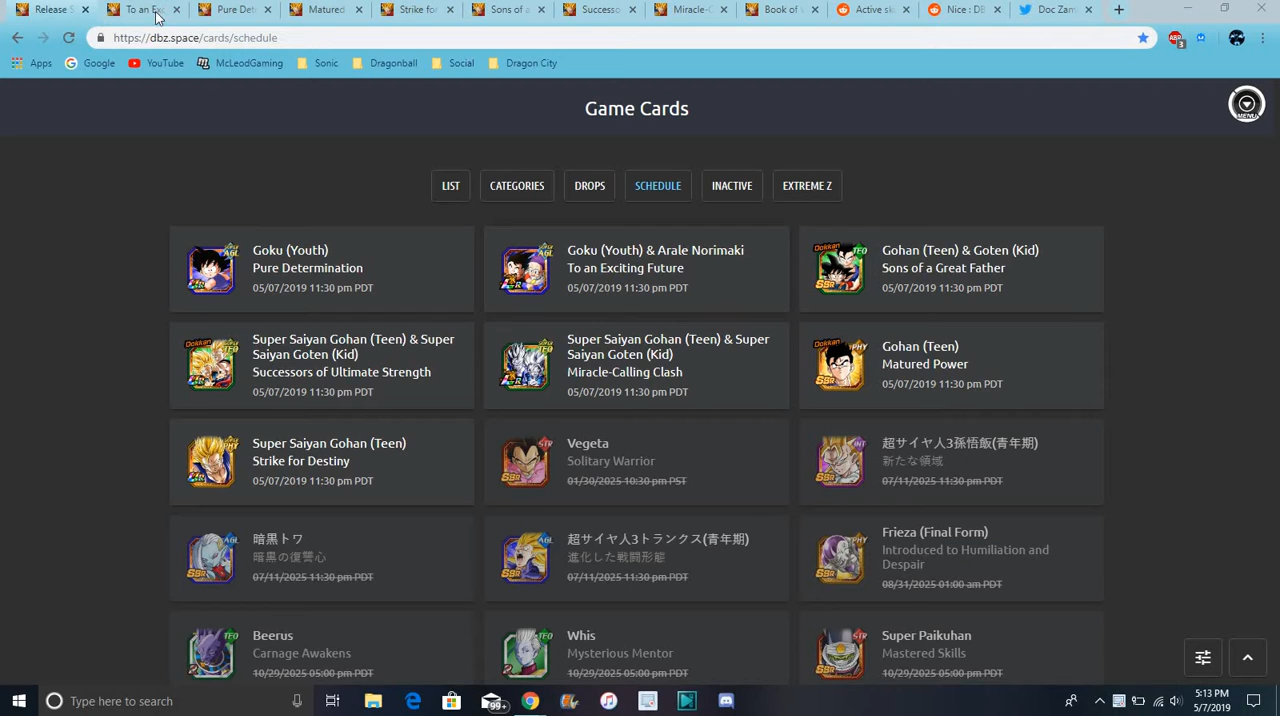 Release S
To an Exc
Pure Dete
Matured
Strike for
Sons of a
Successo
Miracle-C
Book of
Active ski
Nice : DB
Doc Zam
https://dbz.space/cards/schedule
3
Apps
Google
YouTube
McLeodGaming
Sonic
Dragonball
Social
Dragon City
Game Cards
MENU
LIST
CATEGORIES
DROPS
SCHEDULE
INACTIVE
EXTREME Z
Goku (Youth)
Pure Determination
05/07/2019 11:30 pm PDT
Goku (Youth) & Arale Norimaki
To an Exciting Future
05/07/2019 11:30 pm PDT
Gohan (Teen) & Goten (Kid)
Sons of a Great Father
05/07/2019 11:30 pm PDT
Super Saiyan Gohan (Teen) & Super
Saiyan Goten (Kid)
Successors of Ultimate Strength
05/07/2019 11:30 pm PDT
Super Saiyan Gohan (Teen) & Super
Saiyan Goten (Kid)
Miracle-Calling Clash
05/07/2019 11:30 pm PDT
Gohan (Teen)
Matured Power
05/07/2019 11:30 pm PDT
Super Saiyan Gohan (Teen)
Strike for Destiny
05/07/2019 11:30 pm PDT
Vegeta
Solitary Warrior
01/30/2025 10:30 pm PST
超サイヤ人3孫悟飯(青年期)
新たな領域
07/11/2025 11:30 pm PDT
暗黒トワ
暗黒の復讐心
07/11/2025 11:30 pm PDT
超サイヤ人3トランクス(青年期)
進化した戦闘形態
07/11/2025 11:30 pm PDT
Frieza (Final Form)
Introduced to Humiliation and
Despair
08/31/2025 01:00 am PDT
Beerus
Carnage Awakens
10/29/2025 05:00 pm PDT
Whis
Mysterious Mentor
10/29/2025 05:00 pm PDT
Super Paikuhan
Mastered Skills
10/29/2025 05:00 pm PDT
Type here to search
99+
5:13 PM
5/7/2019